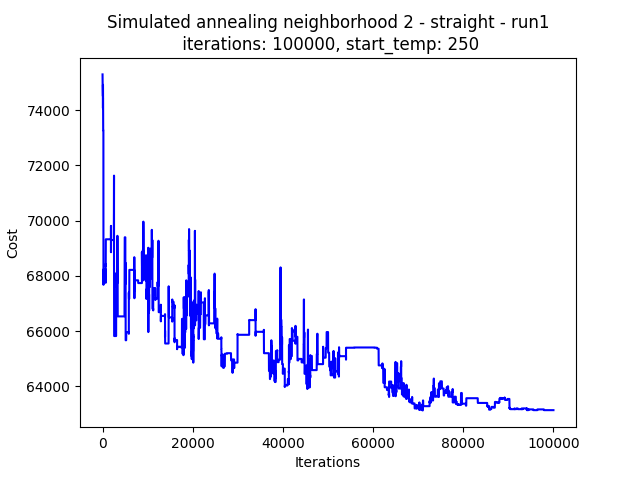 Simulated annealing neighborhood 2 - straight - run1
iterations: 100000, start_temp: 250
74000
72000
70000
68000
66000
64000
Cost
0 20000 40000 60000 80000 100000
Iterations